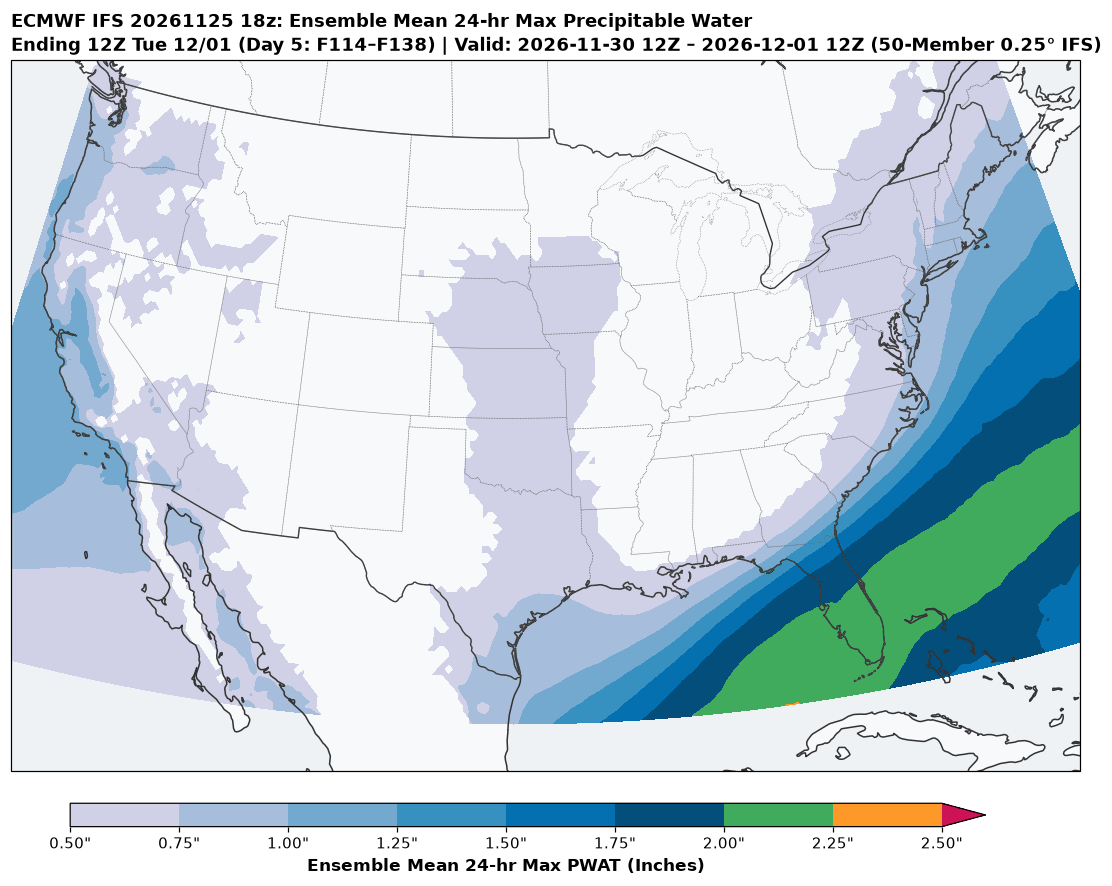 ECMWF IFS 20261125 18z: Ensemble Mean 24-hr Max Precipitable Water
Ending 12Z Tue 12/01 (Day 5: F114–F138) | Valid: 2026-11-30 12Z – 2026-12-01 12Z (50-Member 0.25° IFS)
0.50" 0.75" 1.00" 1.25" 1.50" 1.75" 2.00" 2.25" 2.50"
Ensemble Mean 24-hr Max PWAT (Inches)